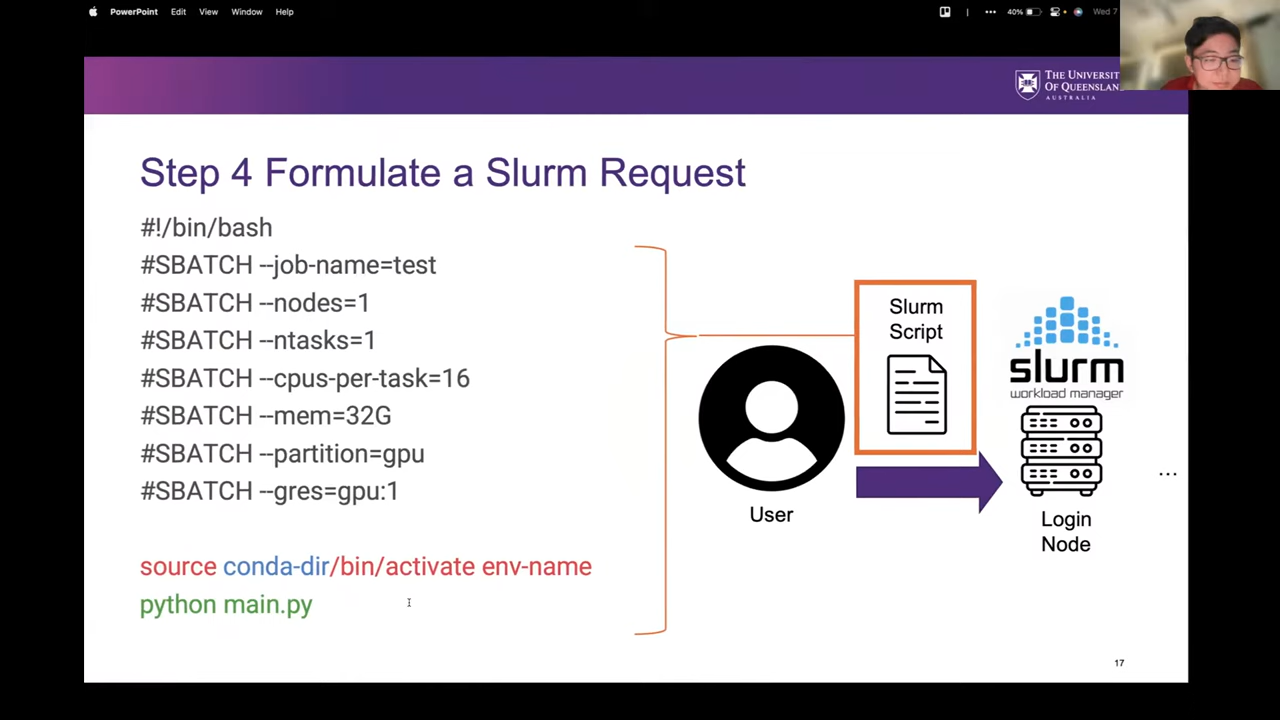 PowerPoint Edit View Window Help
40%
Wed 7
THE UNIVERSIT
OF QUEENSLAN
AUSTRALIA
Step 4 Formulate a Slurm Request
#!/bin/bash
#SBATCH --job-name=test
#SBATCH --nodes=1
#SBATCH --ntasks=1
#SBATCH --cpus-per-task=16
#SBATCH --mem=32G
#SBATCH --partition=gpu
#SBATCH --gres=gpu:1
source conda-dir/bin/activate env-name
python main.py
User
Slurm
Script
slurm
workload manager
Login
Node
...
17